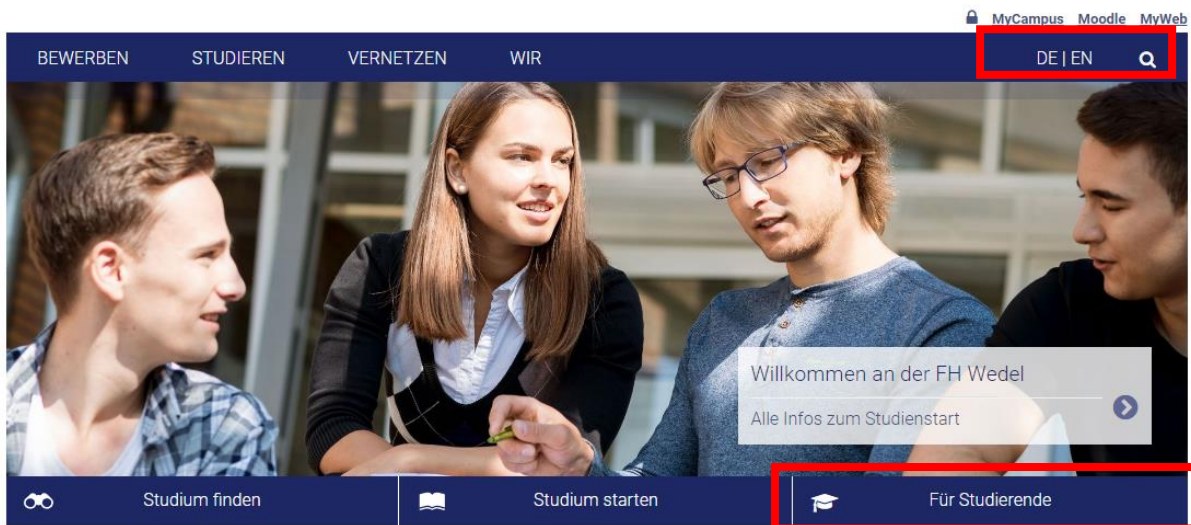 MyCampus Moodle MyWeb
BEWERBEN STUDIEREN VERNETZEN WIR DE | EN
Willkommen an der FH Wedel
Alle Infos zum Studienstart
Studium finden Studium starten Für Studierende